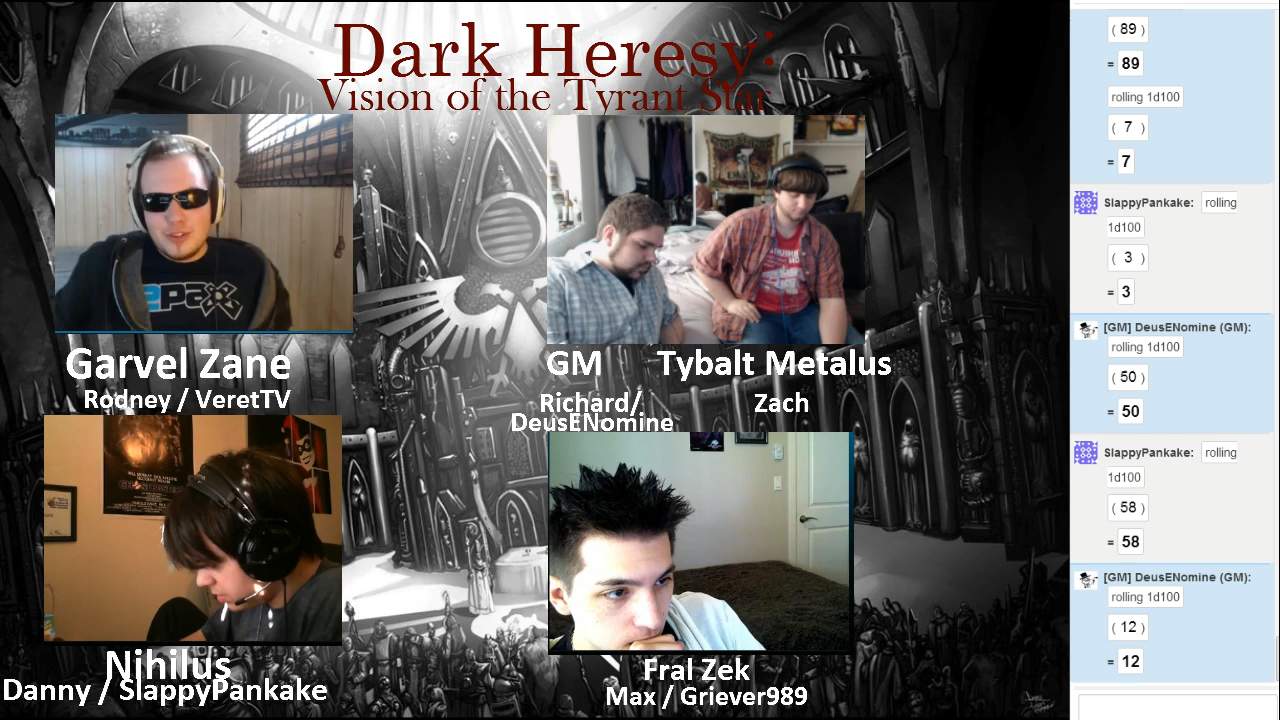 Dark Heresy:
Vision of the Tyrant Star
Garvel Zane
Rodney / VeretTV
GM
Tybalt Metalus
Richard/
DeusENomine
Zach
Nihilus
Danny / SlappyPankake
Fral Zek
Max / Griever989
( 89 )
= 89
rolling 1d100
( 7 )
= 7
SlappyPankake: rolling
1d100
( 3 )
= 3
[GM] DeusENomine (GM):
rolling 1d100
( 50 )
= 50
SlappyPankake: rolling
1d100
( 58 )
= 58
[GM] DeusENomine (GM):
rolling 1d100
( 12 )
= 12